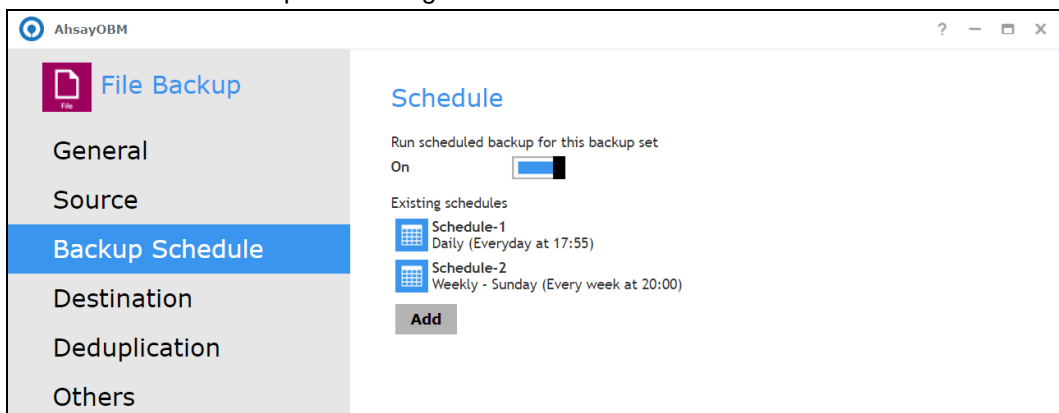 AhsayOBM
File Backup
File
General
Source
Backup Schedule
Destination
Deduplication
Others
Schedule
Run scheduled backup for this backup set
On
Existing schedules
Schedule-1
Daily (Everyday at 17:55)
Schedule-2
Weekly - Sunday (Every week at 20:00)
Add